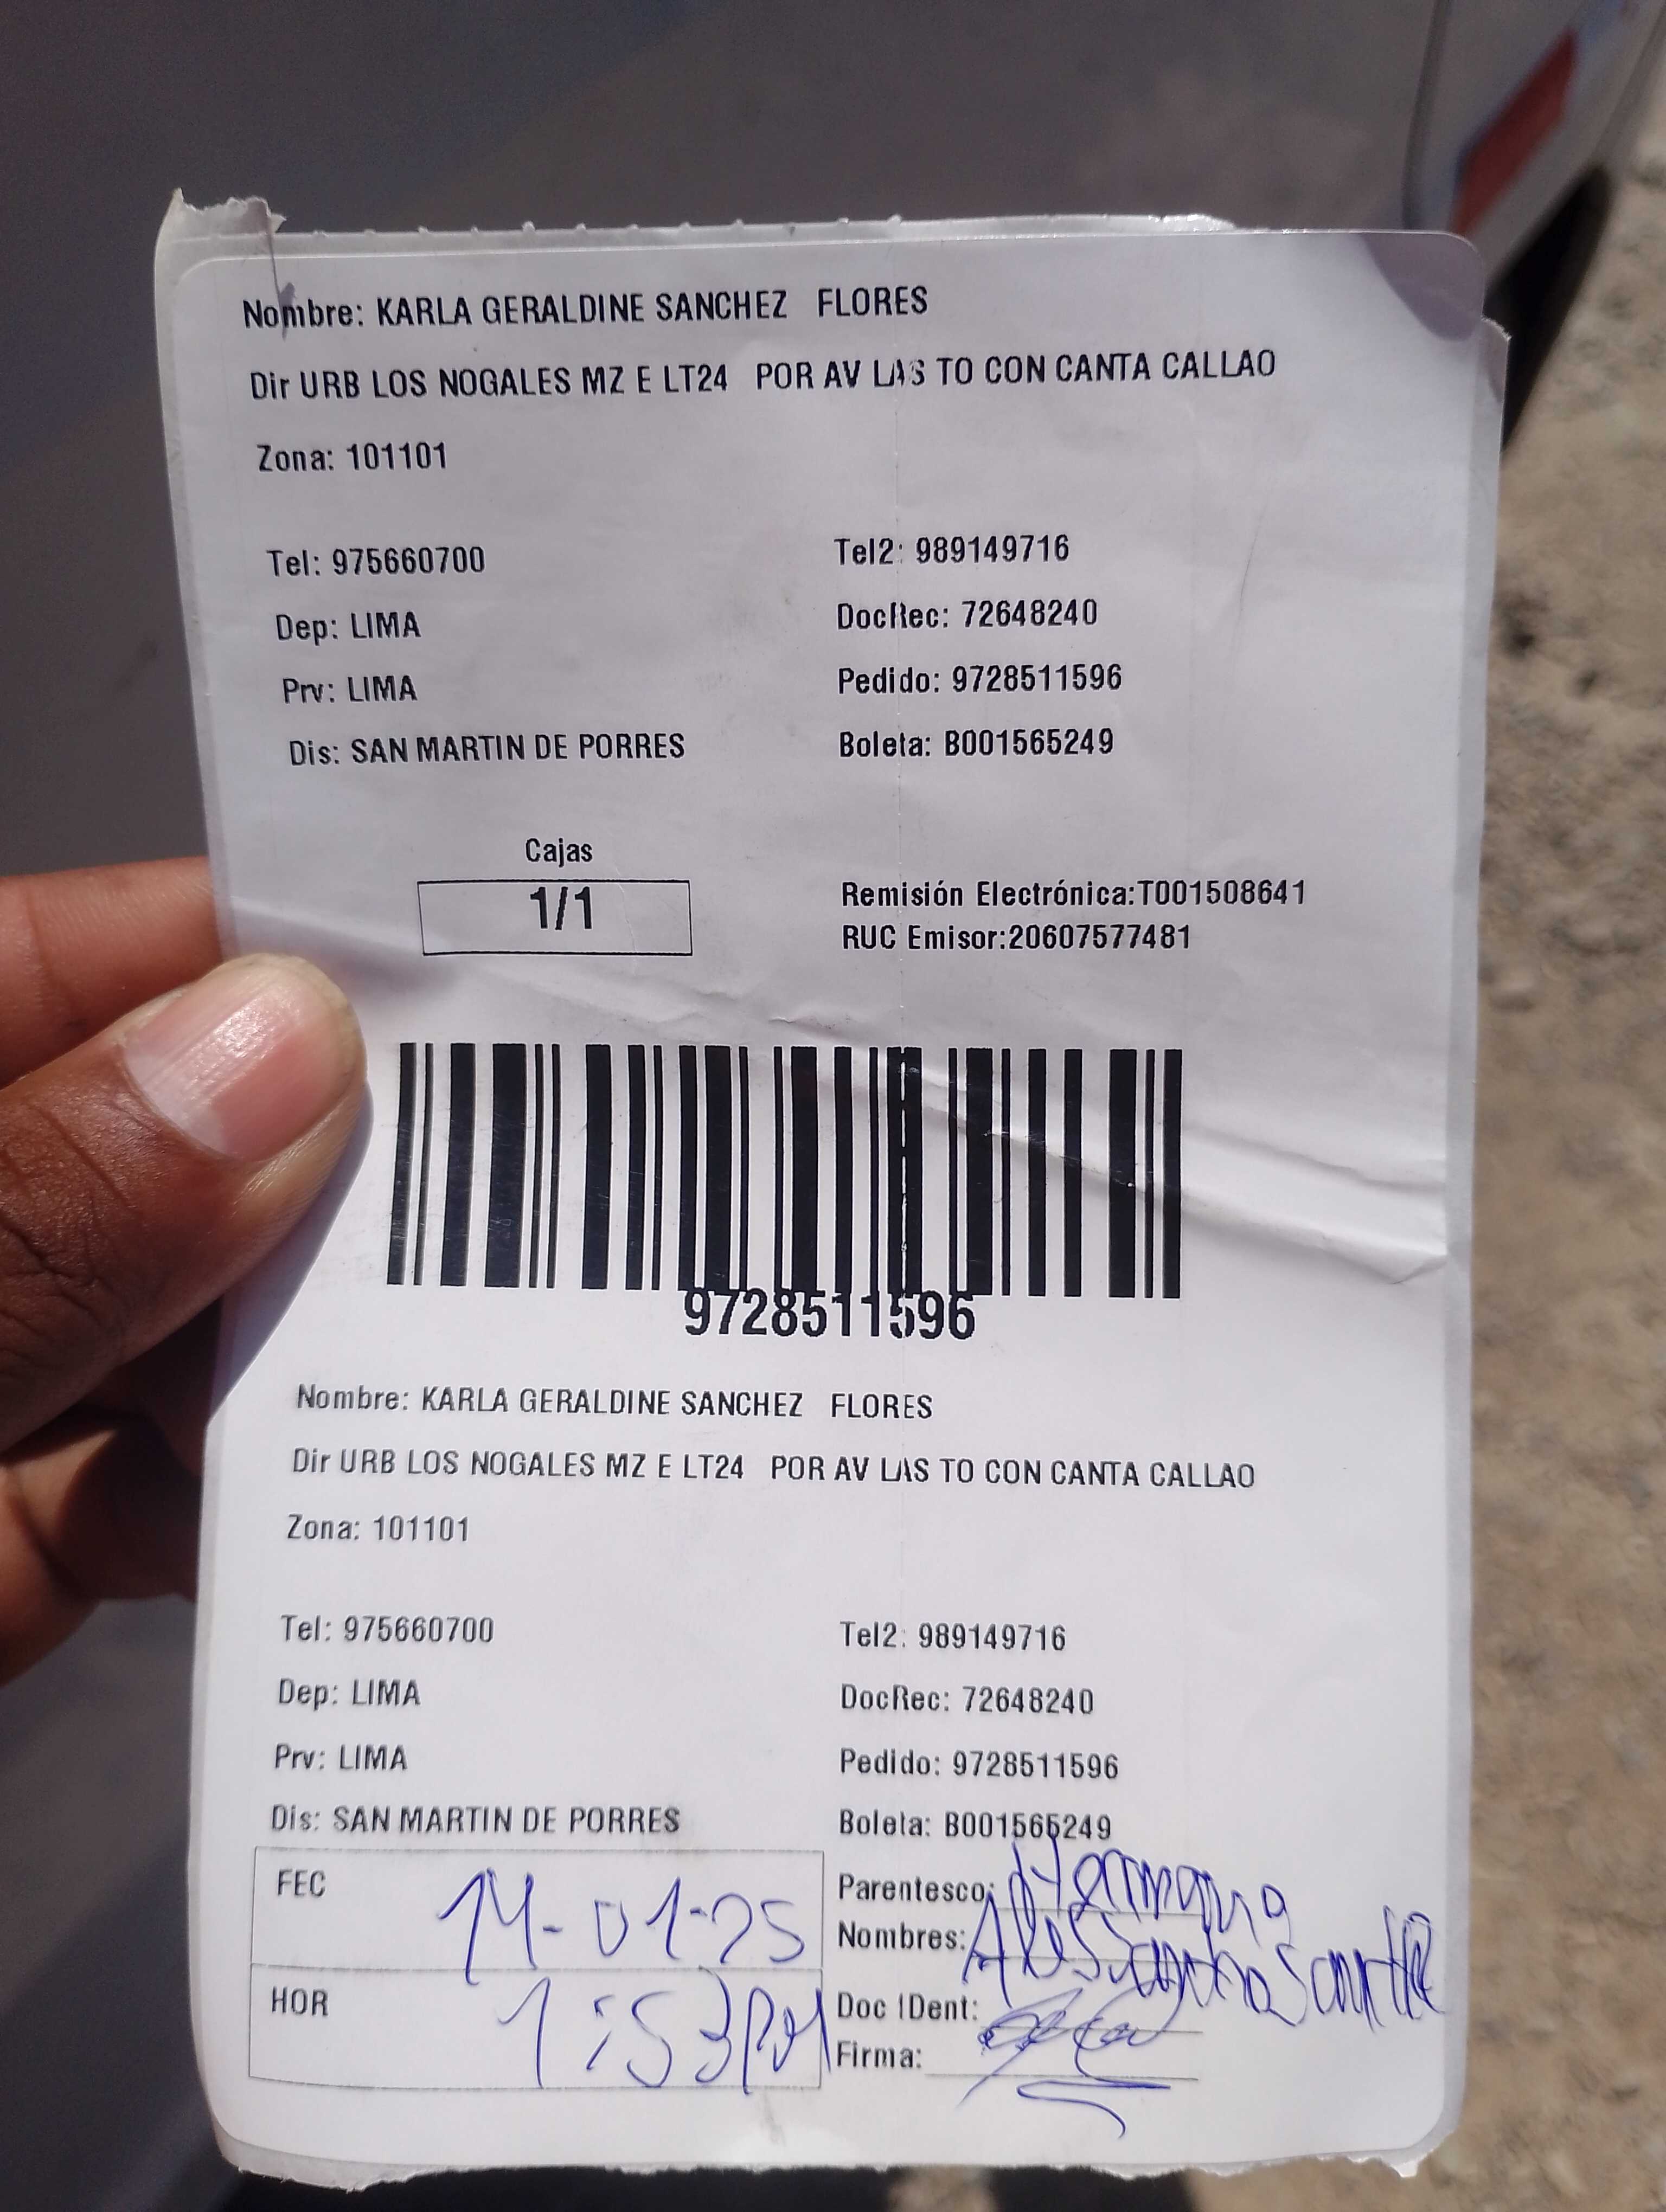 Nombre: KARLA GERALDINE SANCHEZ FLORES
Dir URB LOS NOGALES MZ E LT24 POR AV LAS TO CON CANTA CALLAO
Zona: 101101
Tel: 975660700 Tel2: 989149716
Dep: LIMA DocRec: 72648240
Prv: LIMA Pedido: 9728511596
Dis: SAN MARTIN DE PORRES Boleta: B001565249
Cajas
1/1
Remisión Electrónica:T001508641
RUC Emisor:20607577481
9728511596
Nombre: KARLA GERALDINE SANCHEZ FLORES
Dir URB LOS NOGALES MZ E LT24 POR AV LAS TO CON CANTA CALLAO
Zona: 101101
Tel: 975660700 Tel2: 989149716
Dep: LIMA DocRec: 72648240
Prv: LIMA Pedido: 9728511596
Dis: SAN MARTIN DE PORRES Boleta: B001565249
FEC 14-01-25 Parentesco: Hermana
Nombres:
HOR 1:53PM Doc IDent:
Firma: